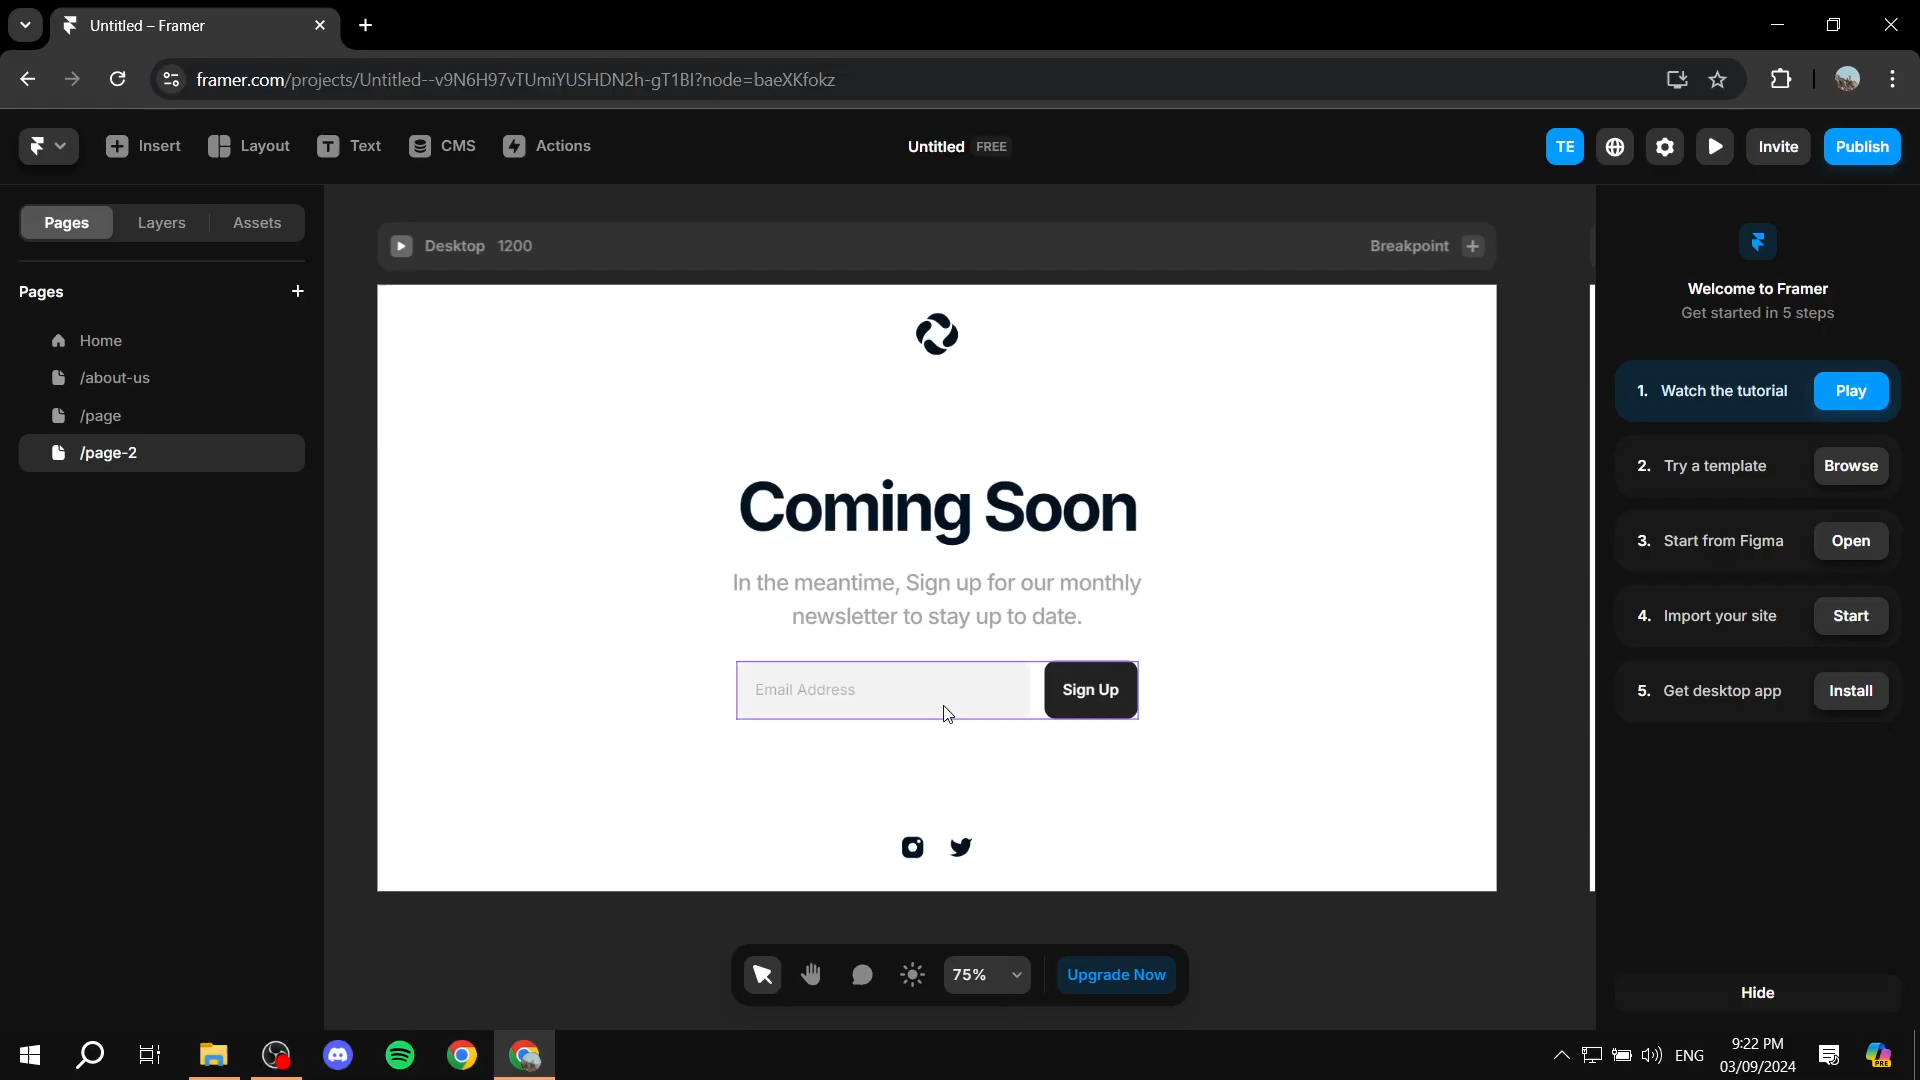 Untitled – Framer
framer.com/projects/Untitled--v9N6H97vTUmiYUSHDN2h-gT1BI?node=baeXKfokz
Insert Layout Text CMS Actions
Untitled FREE
TE Invite Publish
Pages Layers Assets
Pages
Home
/about-us
/page
/page-2
Desktop 1200 Breakpoint
Coming Soon
In the meantime, Sign up for our monthly
newsletter to stay up to date.
Email Address Sign Up
75% Upgrade Now
Welcome to Framer
Get started in 5 steps
1. Watch the tutorial Play
2. Try a template Browse
3. Start from Figma Open
4. Import your site Start
5. Get desktop app Install
Hide
ENG
9:22 PM
03/09/2024
PRE